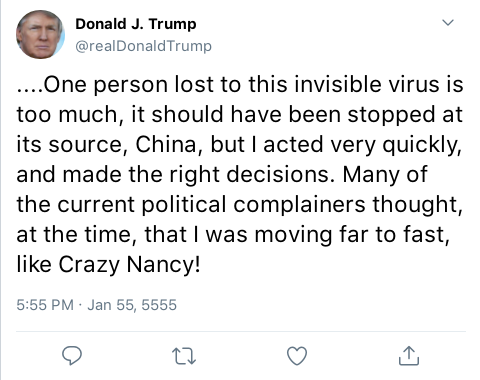 Donald J. Trump
@realDonaldTrump
....One person lost to this invisible virus is
too much, it should have been stopped at
its source, China, but I acted very quickly,
and made the right decisions. Many of
the current political complainers thought,
at the time, that I was moving far to fast,
like Crazy Nancy!
5:55 PM · Jan 55, 5555